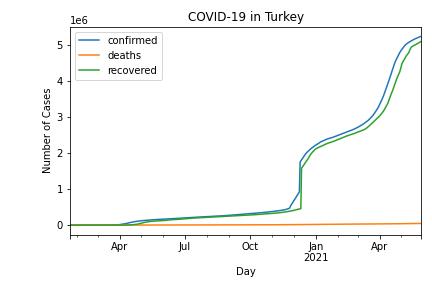 COVID-19 in Turkey
1e6
confirmed
deaths
recovered
5
4
3
2
1
0
Number of Cases
Apr Jul Oct Jan Apr
2021
Day